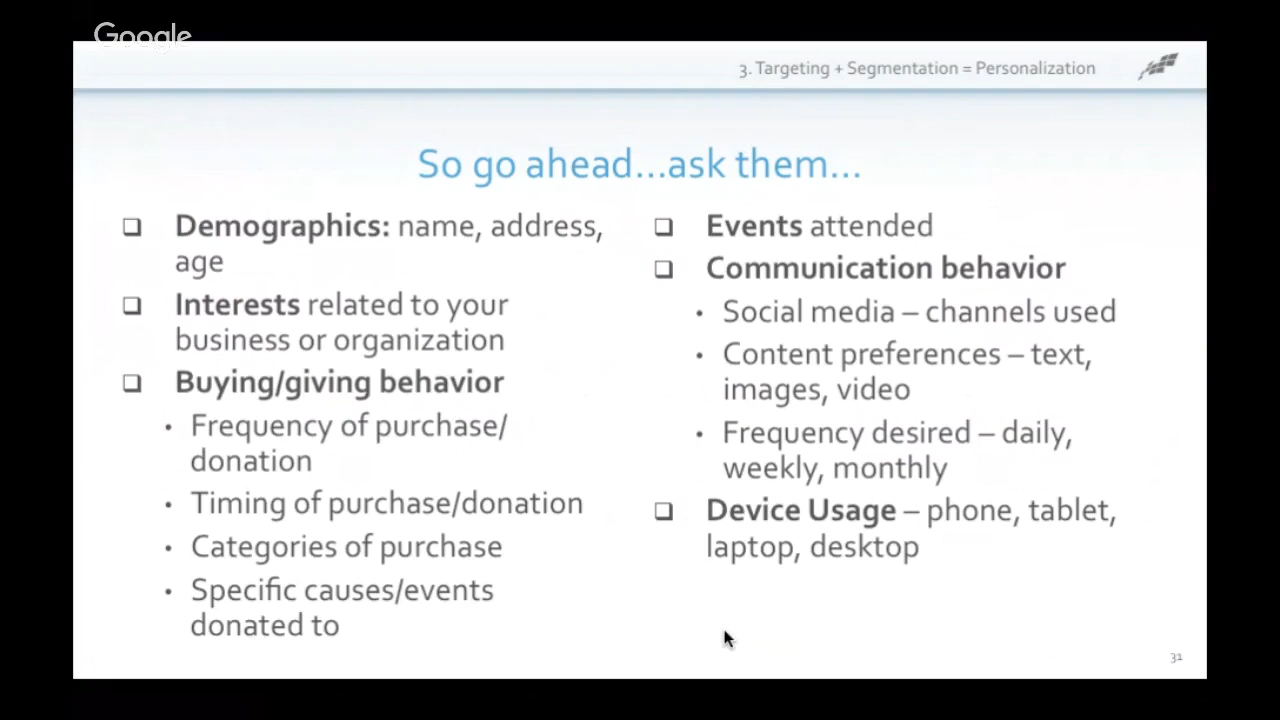 Google
3. Targeting + Segmentation = Personalization
So go ahead...ask them...
❑ Demographics: name, address,
age
❑ Interests related to your
business or organization
❑ Buying/giving behavior
• Frequency of purchase/
donation
• Timing of purchase/donation
• Categories of purchase
• Specific causes/events
donated to
❑ Events attended
❑ Communication behavior
• Social media – channels used
• Content preferences – text,
images, video
• Frequency desired – daily,
weekly, monthly
❑ Device Usage – phone, tablet,
laptop, desktop
31